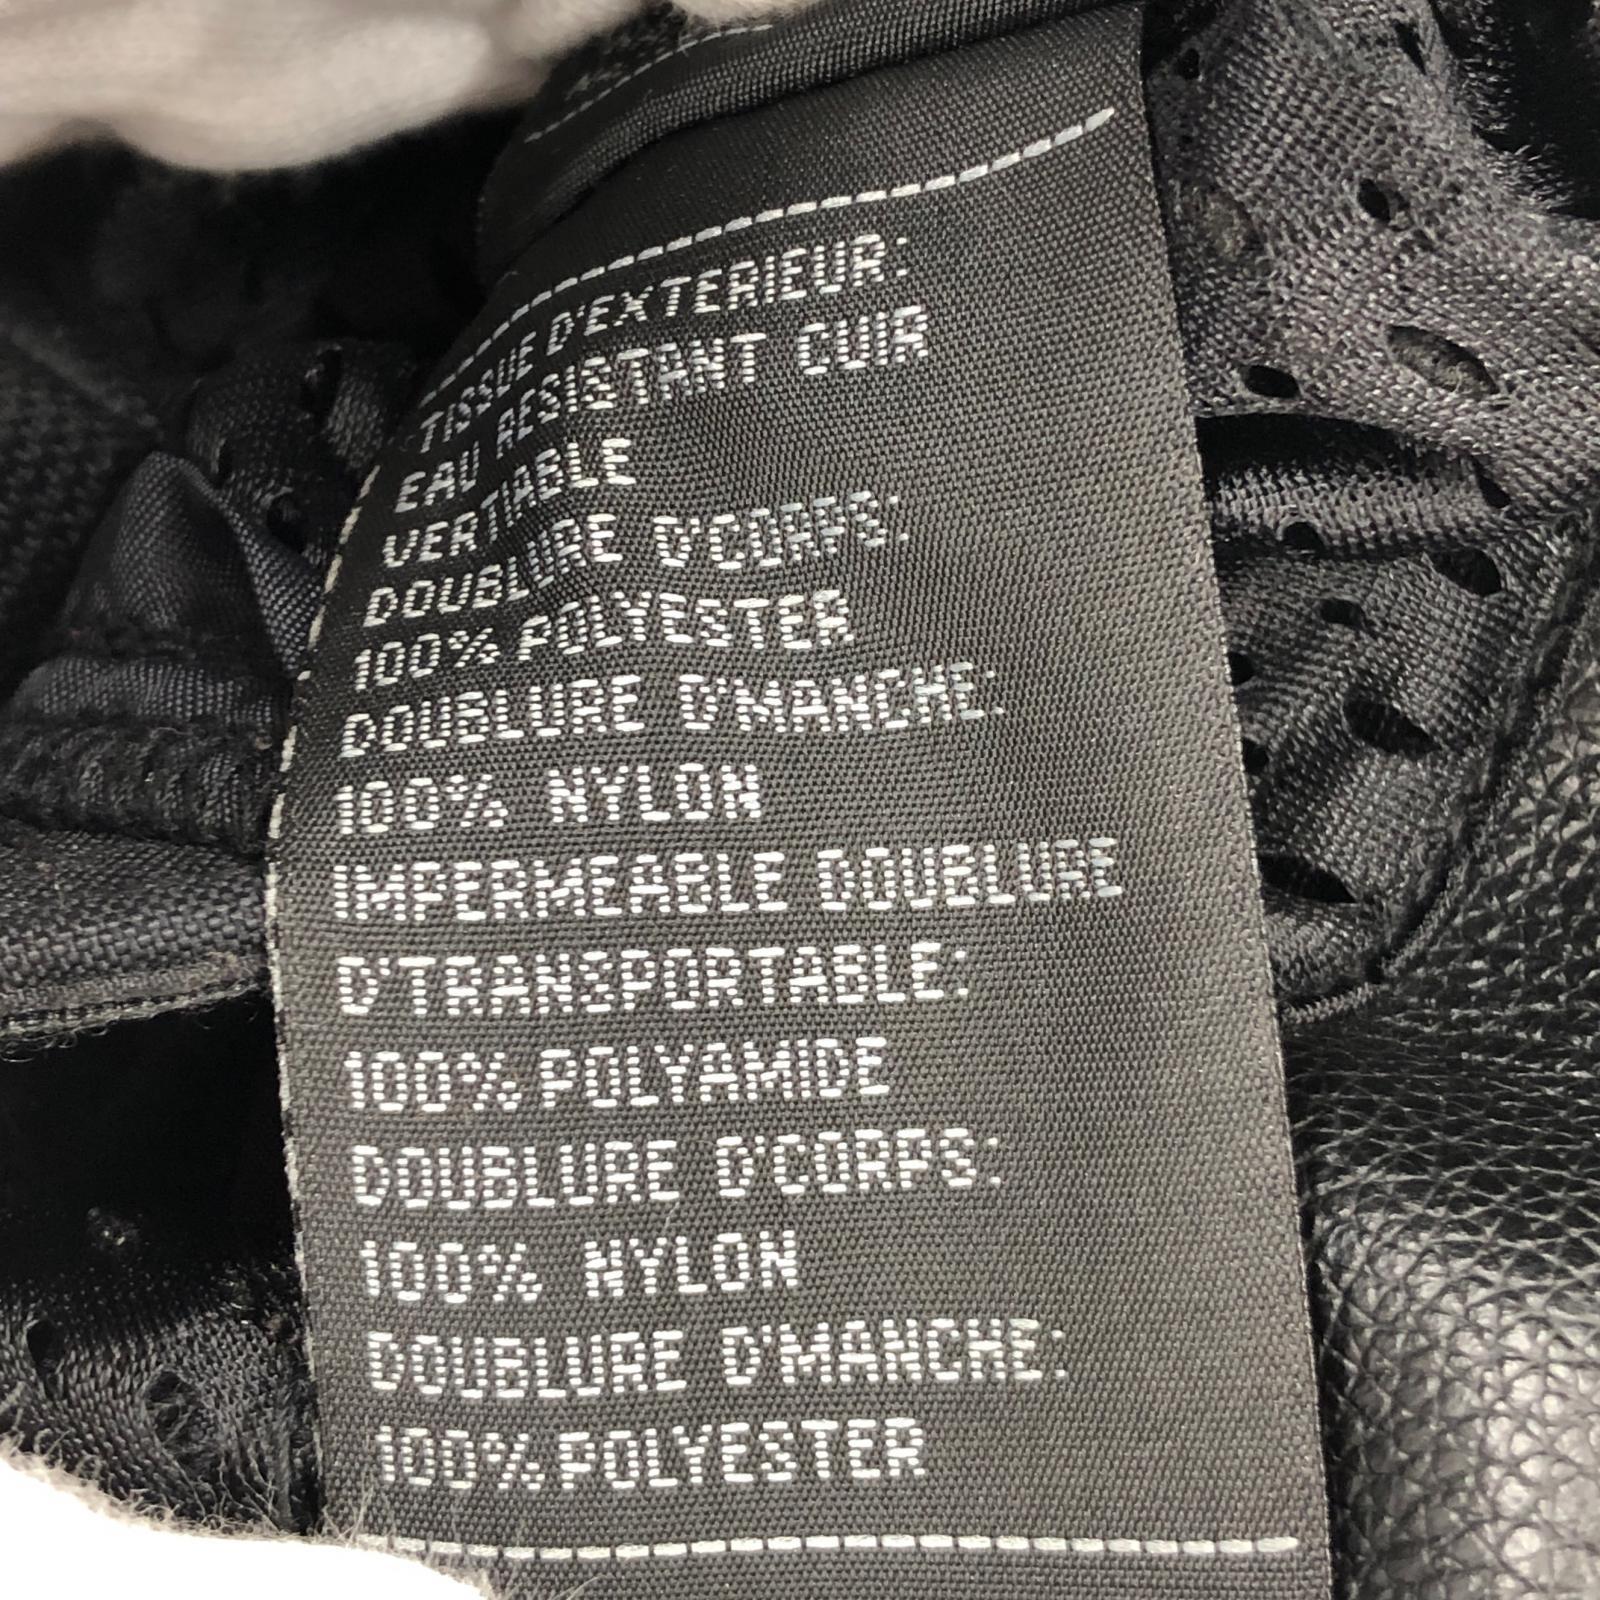 TISSUE D'EXTERIEUR:
EAU RESISTANT CUIR
VERTIABLE
DOUBLURE D'CORPS:
100% POLYESTER
DOUBLURE D'MANCHE:
100% NYLON
IMPERMEABLE DOUBLURE
D'TRANSPORTABLE:
100% POLYAMIDE
DOUBLURE D'CORPS:
100% NYLON
DOUBLURE D'MANCHE:
100% POLYESTER